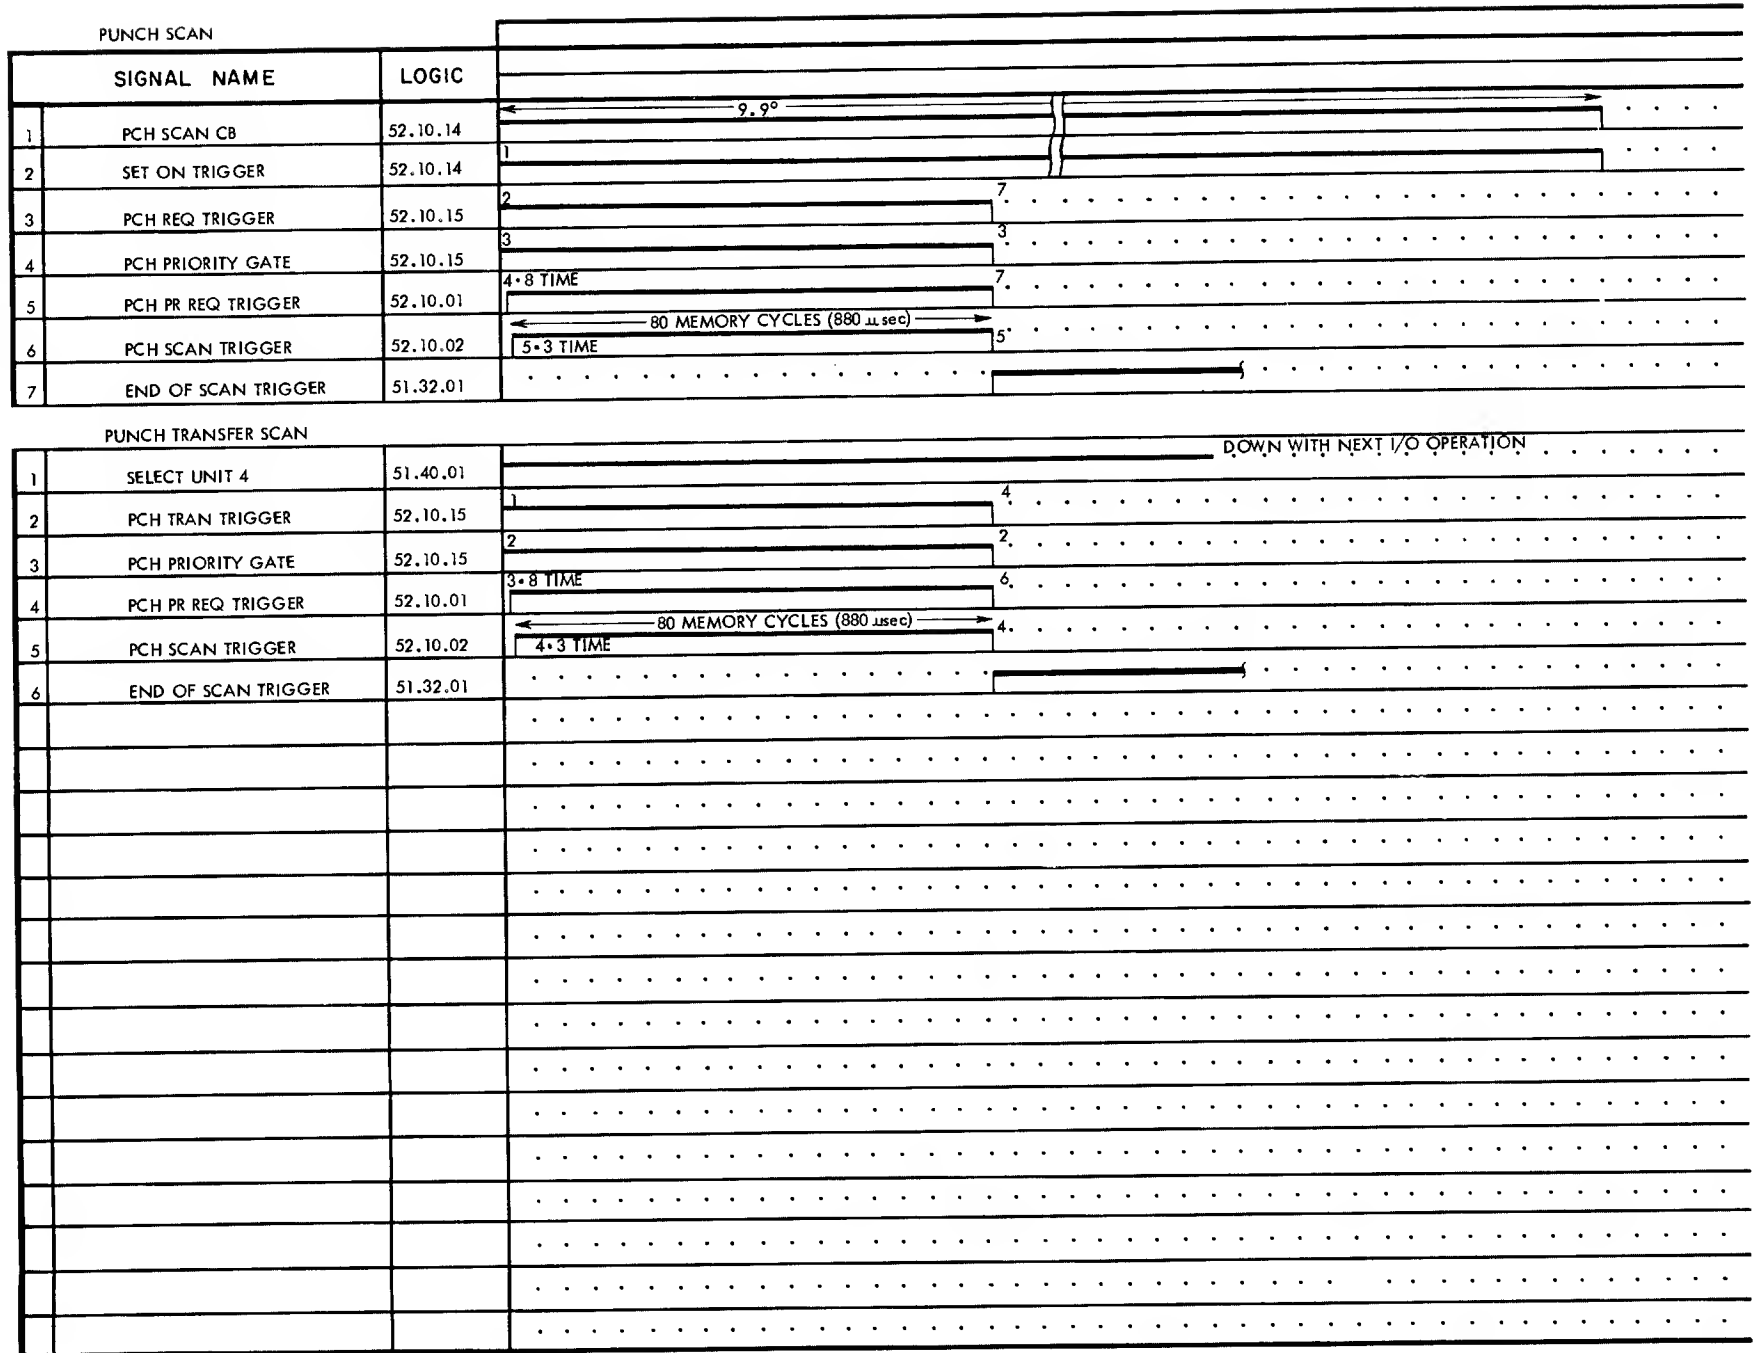 PUNCH SCAN
SIGNAL NAME LOGIC
9.9°
1 PCH SCAN CB 52.10.14
1
2 SET ON TRIGGER 52.10.14
2 7
3 PCH REQ TRIGGER 52.10.15
3 3
4 PCH PRIORITY GATE 52.10.15
4•8 TIME 7
5 PCH PR REQ TRIGGER 52.10.01
80 MEMORY CYCLES (880 µsec)
6 PCH SCAN TRIGGER 52.10.02 5•3 TIME 5
7 END OF SCAN TRIGGER 51.32.01
PUNCH TRANSFER SCAN
DOWN WITH NEXT I/O OPERATION
1 SELECT UNIT 4 51.40.01
1 4
2 PCH TRAN TRIGGER 52.10.15
2 2
3 PCH PRIORITY GATE 52.10.15
3•8 TIME 6
4 PCH PR REQ TRIGGER 52.10.01
80 MEMORY CYCLES (880 µsec) 4
5 PCH SCAN TRIGGER 52.10.02 4•3 TIME
6 END OF SCAN TRIGGER 51.32.01